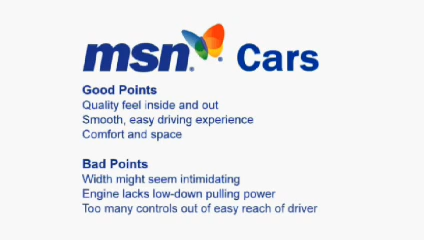 msn Cars
Good Points
Quality feel inside and out
Smooth, easy driving experience
Comfort and space
Bad Points
Width might seem intimidating
Engine lacks low-down pulling power
Too many controls out of easy reach of driver